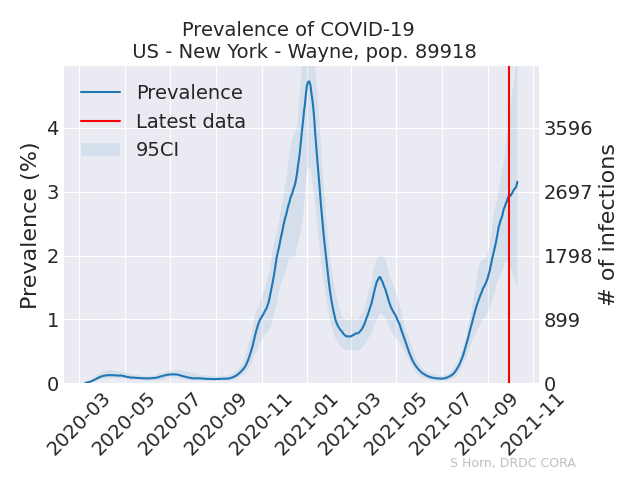 Prevalence of COVID-19
US - New York - Wayne, pop. 89918
Prevalence
Latest data
95CI
Prevalence (%)
4
3
2
1
0
3596
2697
1798
899
0
# of infections
2020-03
2020-05
2020-07
2020-09
2020-11
2021-01
2021-03
2021-05
2021-07
2021-09
2021-11
S Horn, DRDC CORA